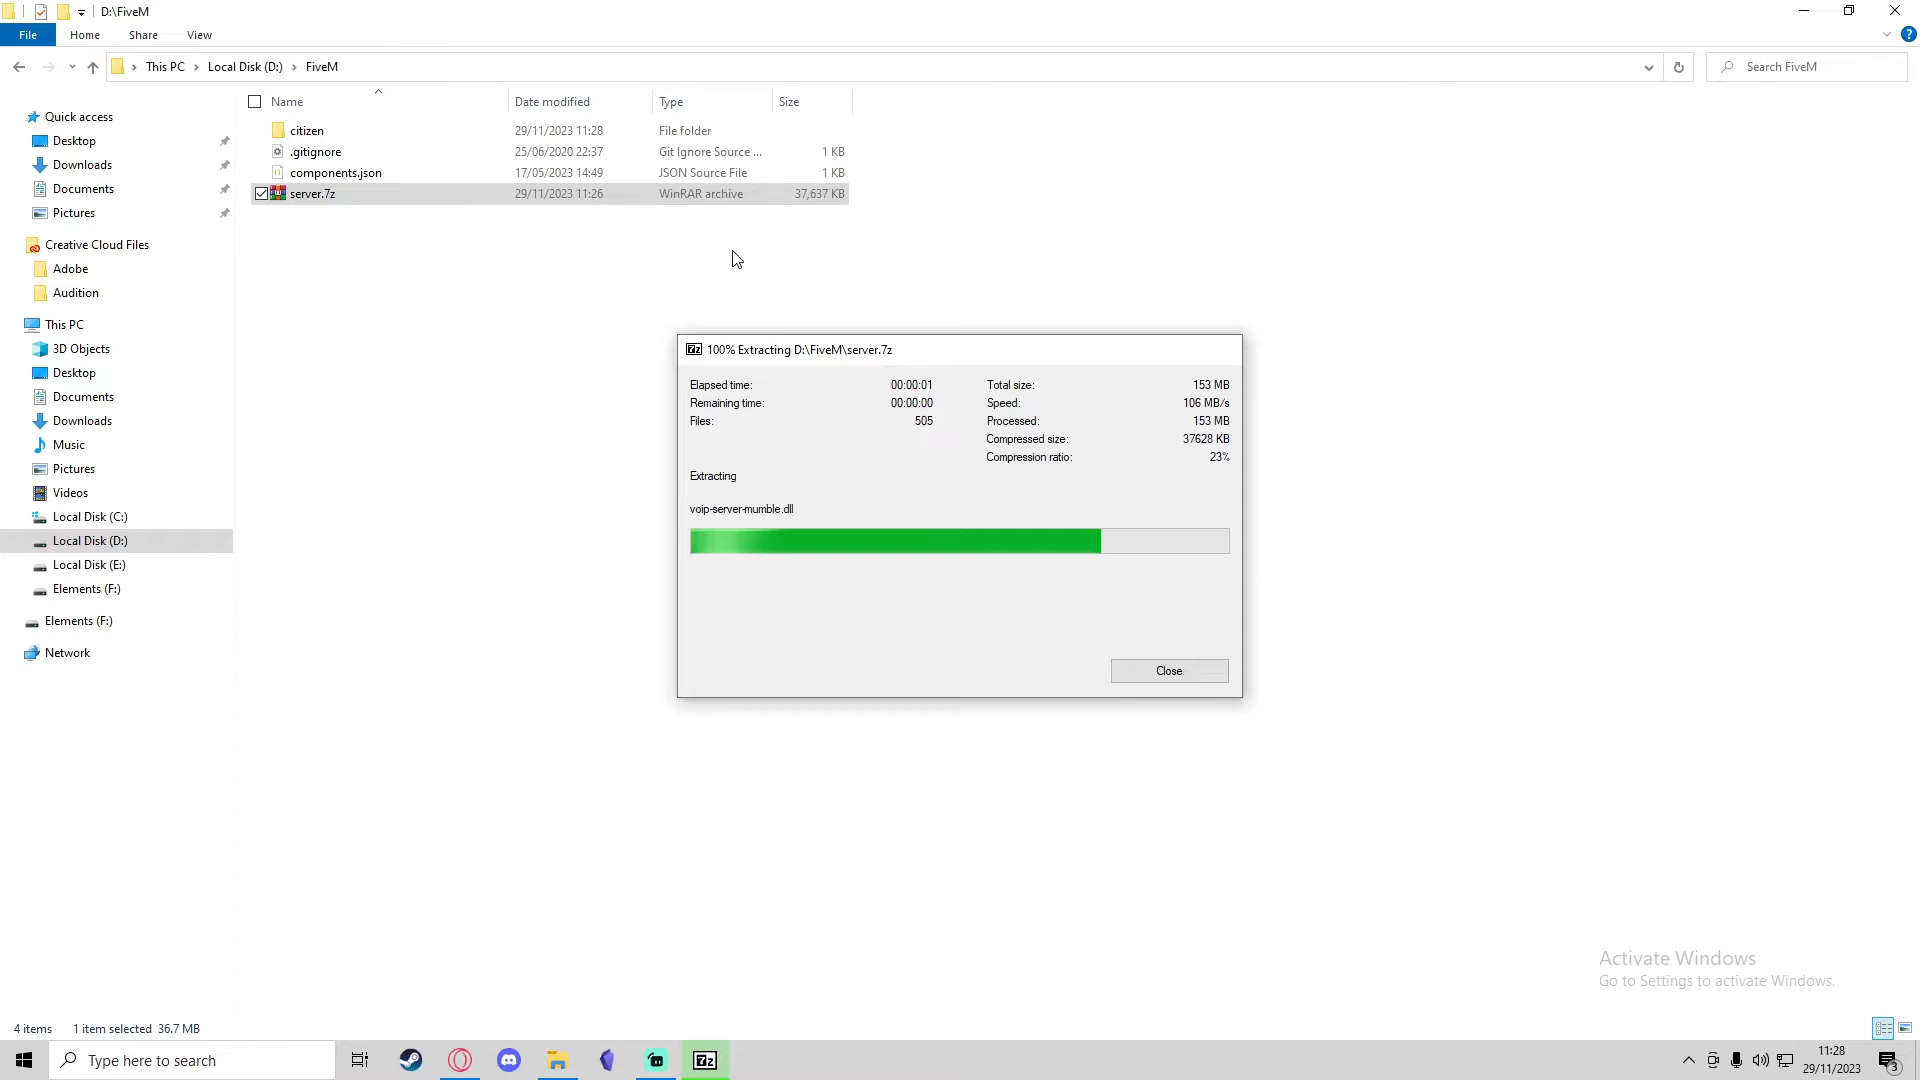 D:\FiveM
File Home Share View
This PC Local Disk (D:) FiveM
Search FiveM
Name Date modified Type Size
citizen 29/11/2023 11:28 File folder
.gitignore 25/06/2020 22:37 Git Ignore Source ... 1 KB
components.json 17/05/2023 14:49 JSON Source File 1 KB
server.7z 29/11/2023 11:26 WinRAR archive 37,637 KB
Quick access
Desktop
Downloads
Documents
Pictures
Creative Cloud Files
Adobe
Audition
This PC
3D Objects
Desktop
Documents
Downloads
Music
Pictures
Videos
Local Disk (C:)
Local Disk (D:)
Local Disk (E:)
Elements (F:)
Elements (F:)
Network
7z 100% Extracting D:\FiveM\server.7z
Elapsed time: 00:00:01 Total size: 153 MB
Remaining time: 00:00:00 Speed: 106 MB/s
Files: 505 Processed: 153 MB
Compressed size: 37628 KB
Compression ratio: 23%
Extracting
voip-server-mumble.dll
Close
Activate Windows
Go to Settings to activate Windows.
4 items 1 item selected 36.7 MB
Type here to search
7z
11:28
29/11/2023
3